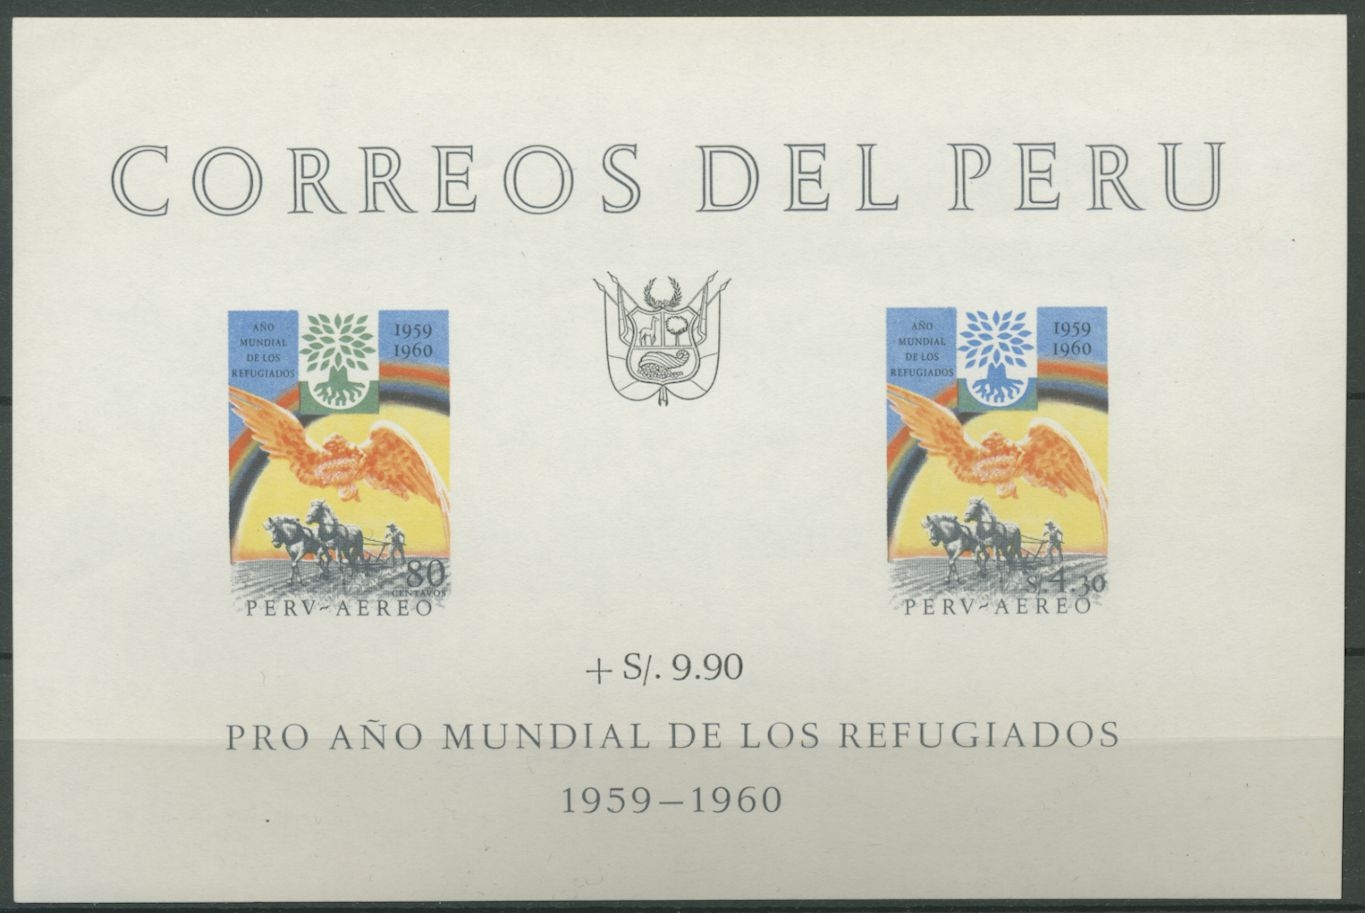 CORREOS DEL PERU
AÑO
MUNDIAL
DE LOS
REFUGIADOS
1959
1960
80
CENTAVOS
PERV-AEREO
AÑO
MUNDIAL
DE LOS
REFUGIADOS
1959
1960
S/. 4.30
PERV-AEREO
+ S/. 9.90
PRO AÑO MUNDIAL DE LOS REFUGIADOS
1959-1960